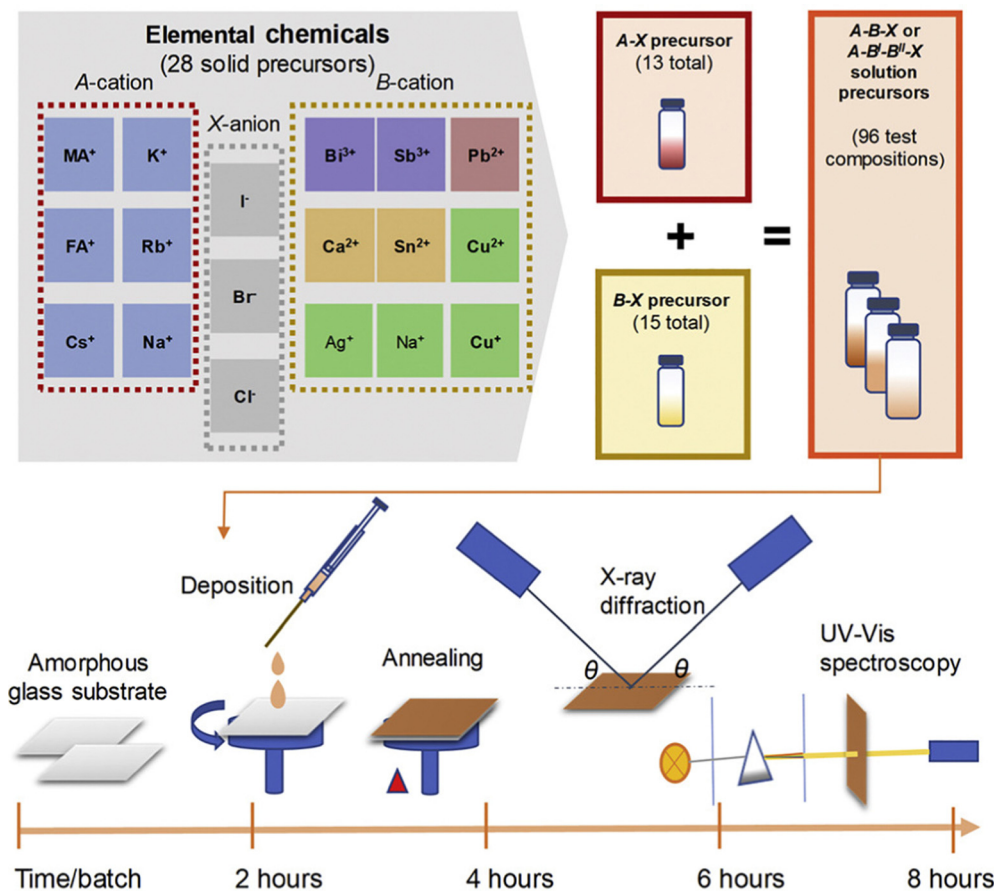 Elemental chemicals
(28 solid precursors)
A-cation
X-anion
B-cation
MA⁺
K⁺
FA⁺
Rb⁺
Cs⁺
Na⁺
I⁻
Br⁻
Cl⁻
Bi³⁺
Sb³⁺
Pb²⁺
Ca²⁺
Sn²⁺
Cu²⁺
Ag⁺
Na⁺
Cu⁺
A-X precursor
(13 total)
+
B-X precursor
(15 total)
=
A-B-X or
A-Bᴵ-Bᴵᴵ-X
solution
precursors
(96 test
compositions)
Deposition
X-ray
diffraction
θ
θ
Amorphous
glass substrate
Annealing
UV-Vis
spectroscopy
Time/batch
2 hours
4 hours
6 hours
8 hours